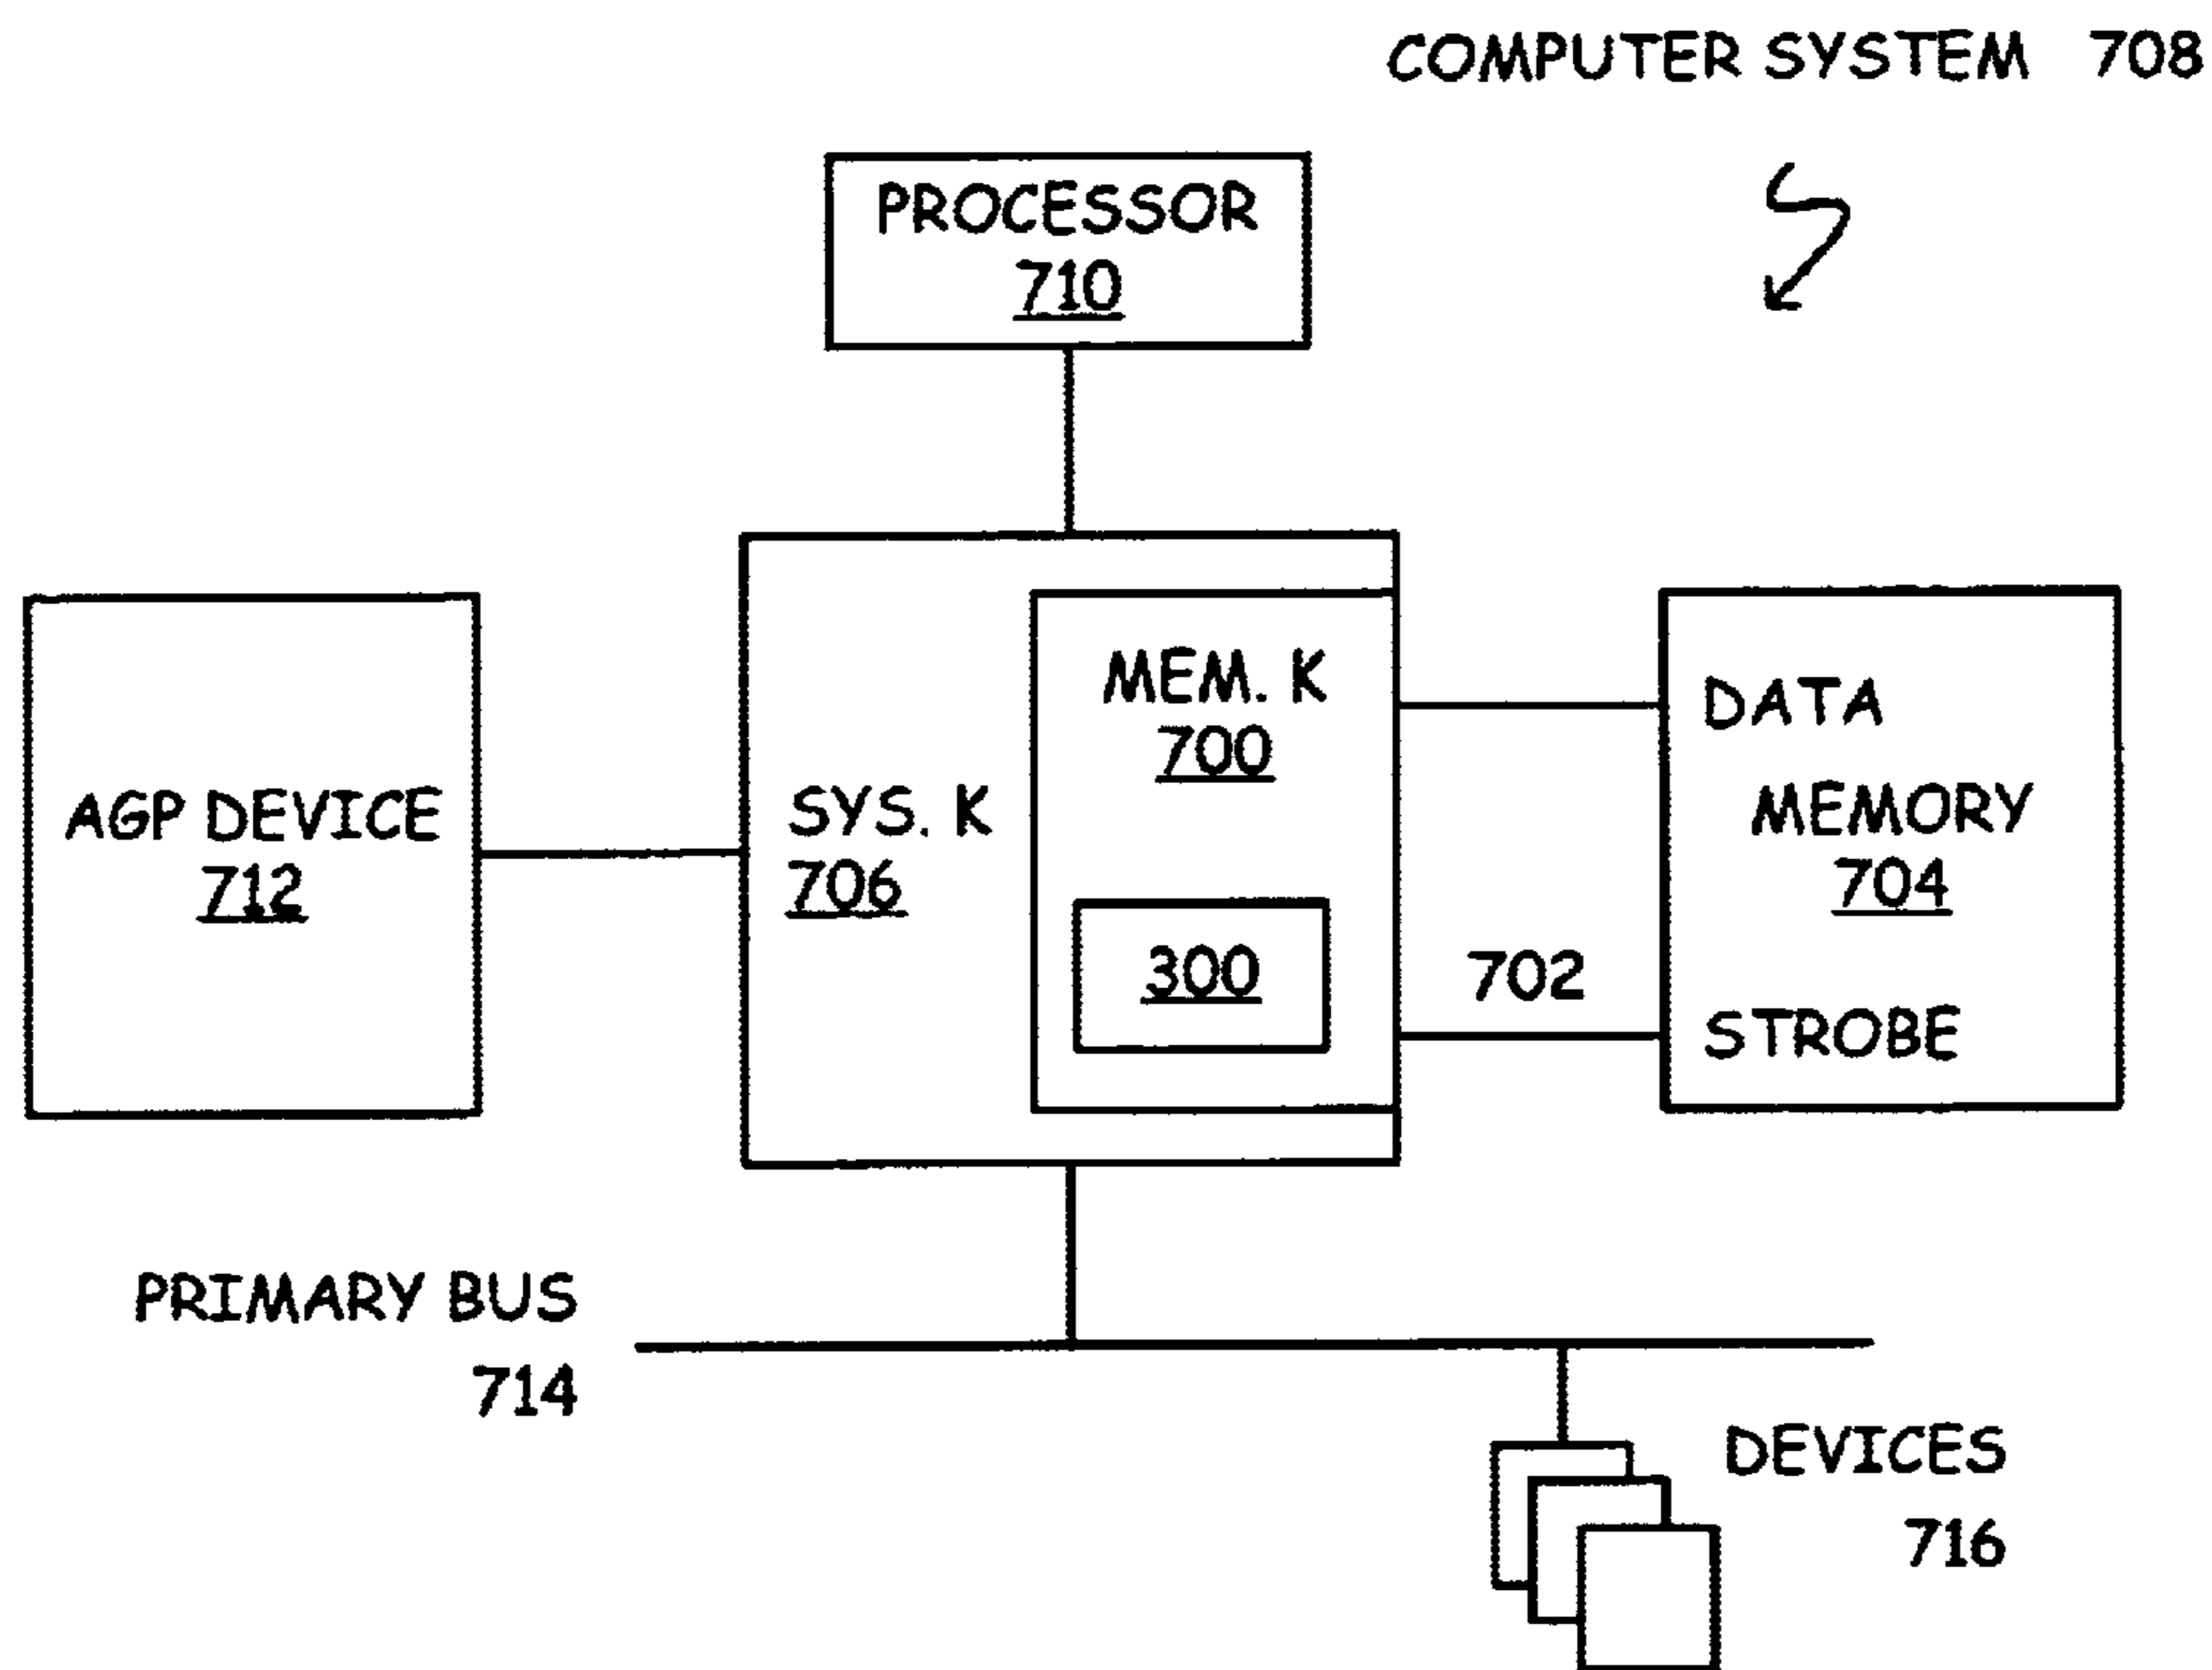 COMPUTER SYSTEM 708
PROCESSOR
710
AGP DEVICE
712
SYS. K
706
MEM. K
700
300
702
DATA
MEMORY
704
STROBE
PRIMARY BUS
714
DEVICES
716